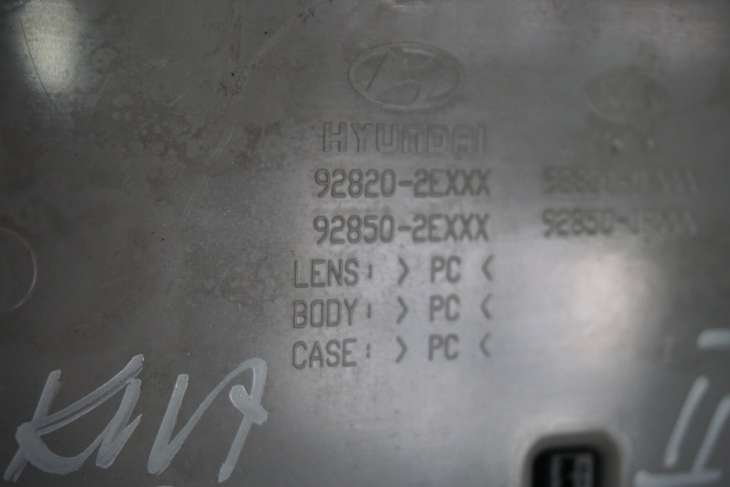 HYUNDAI
92820-2EXXX
92850-2EXXX
LENS: > PC <
BODY: > PC <
CASE: > PC <